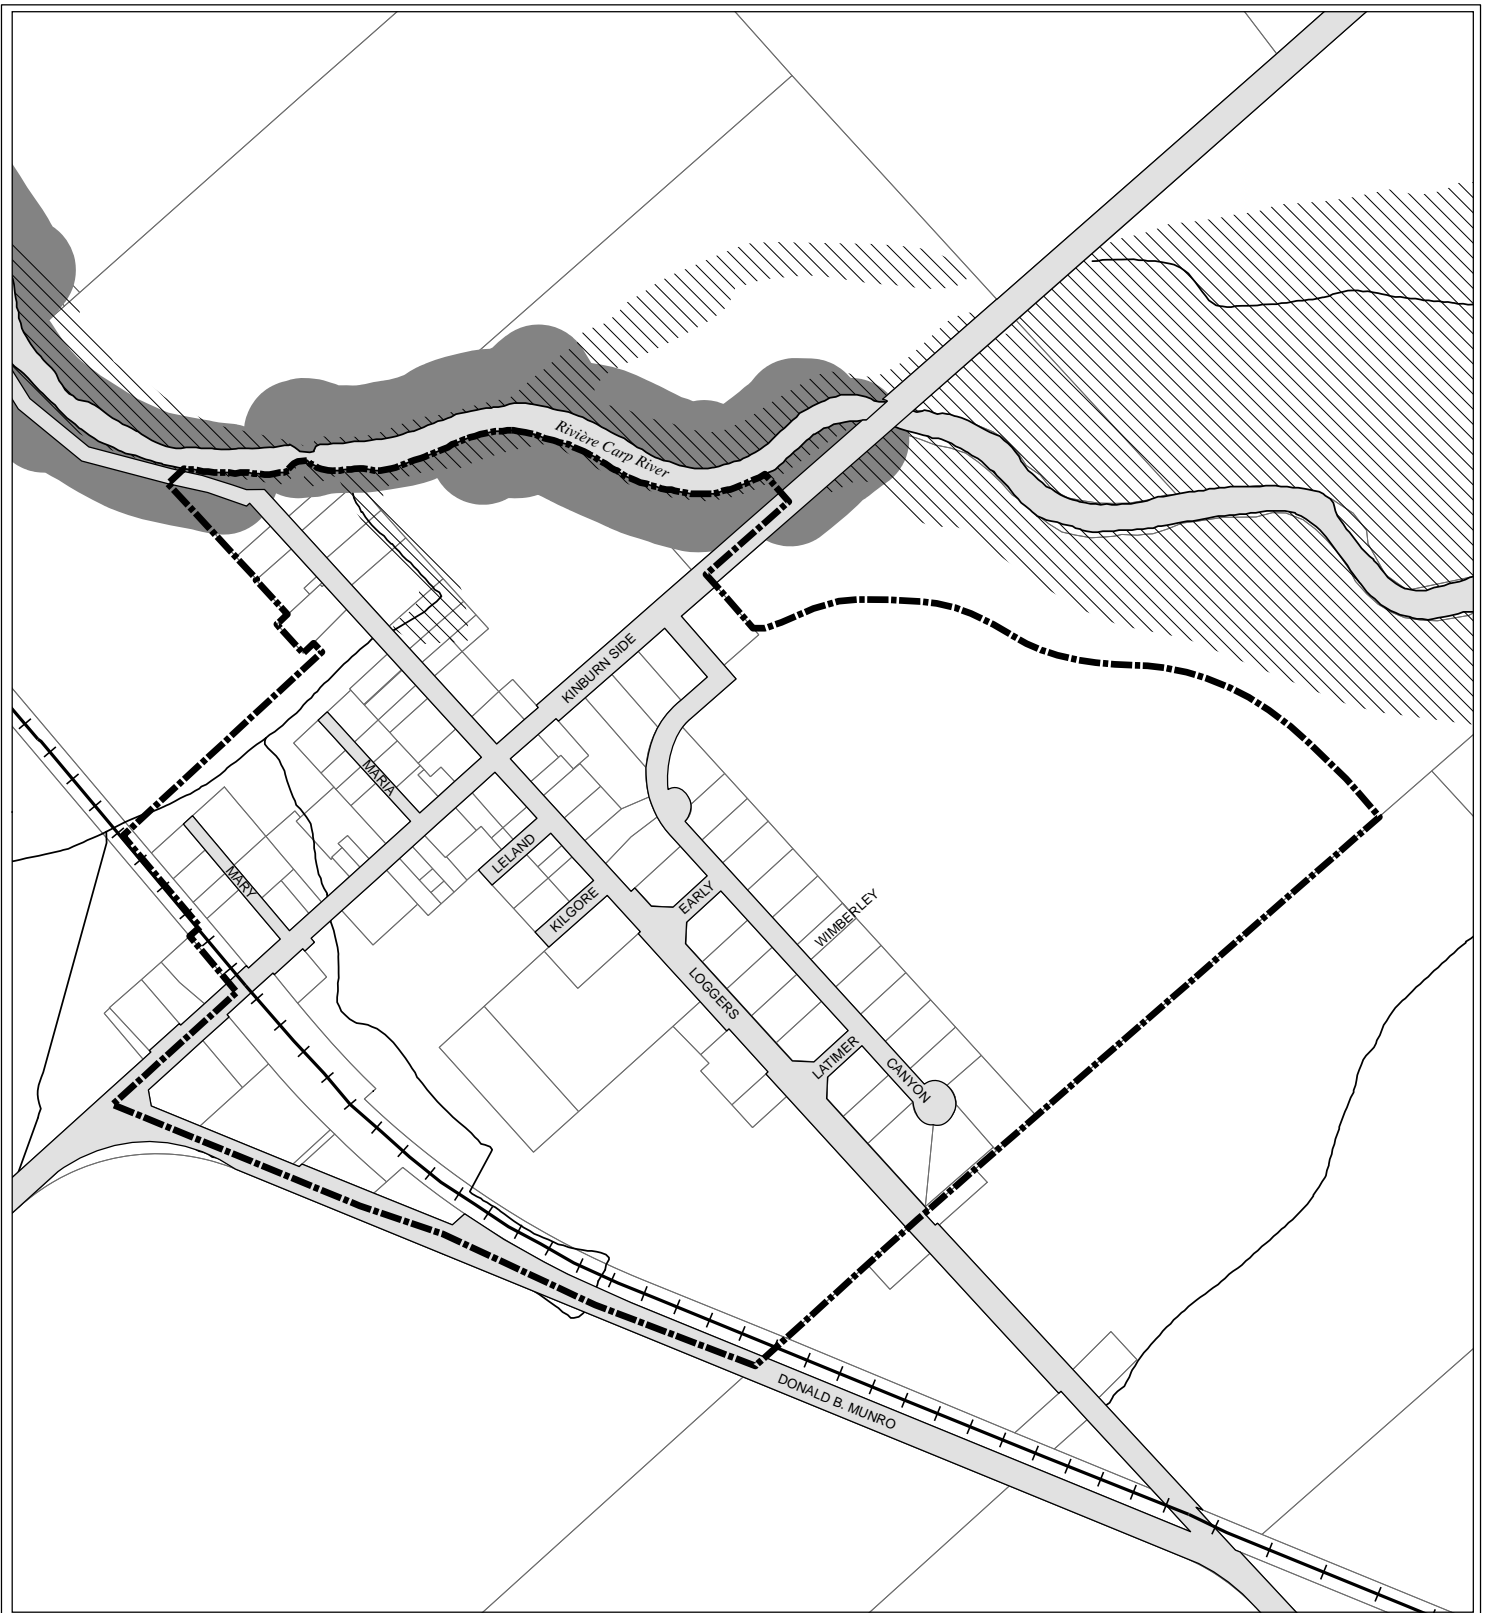 Rivière Carp River
KINBURN SIDE
MARIA
LELAND
MARY
KILGORE
EARLY
WIMBERLEY
LOGGERS
LATIMER
CANYON
DONALD B. MUNRO